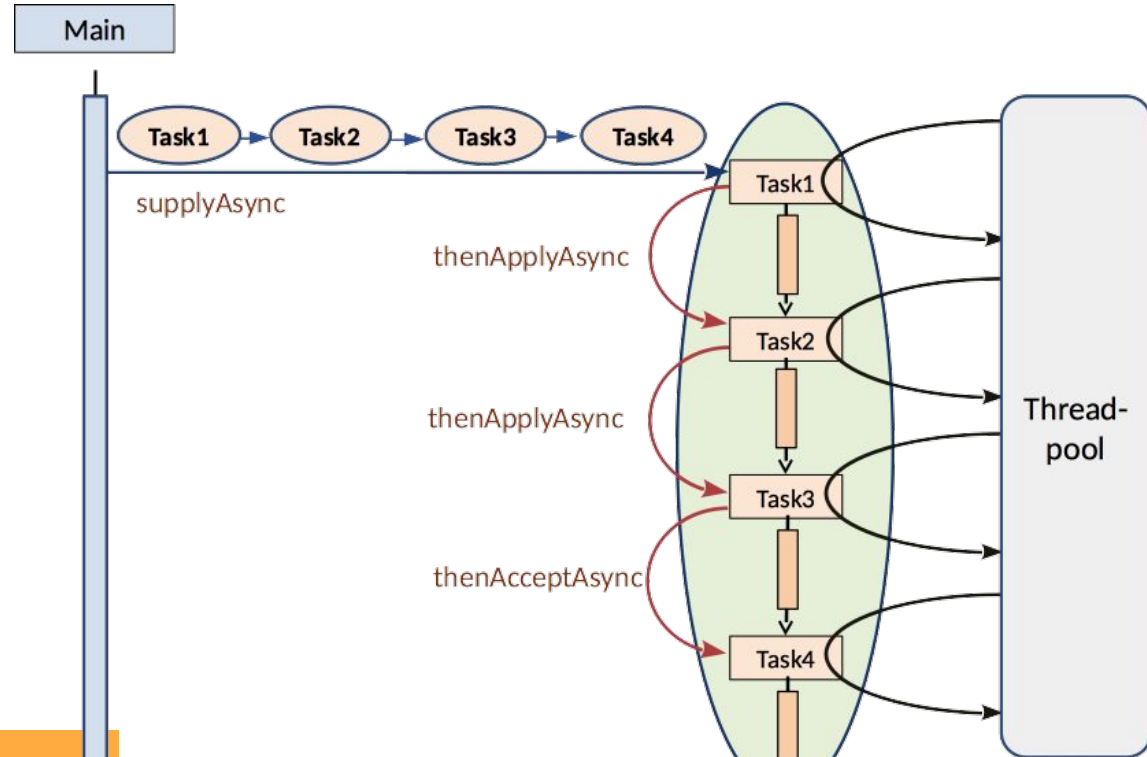 Main
Task1
Task2
Task3
Task4
supplyAsync
Task1
thenApplyAsync
Task2
thenApplyAsync
Thread-
pool
Task3
thenAcceptAsync
Task4